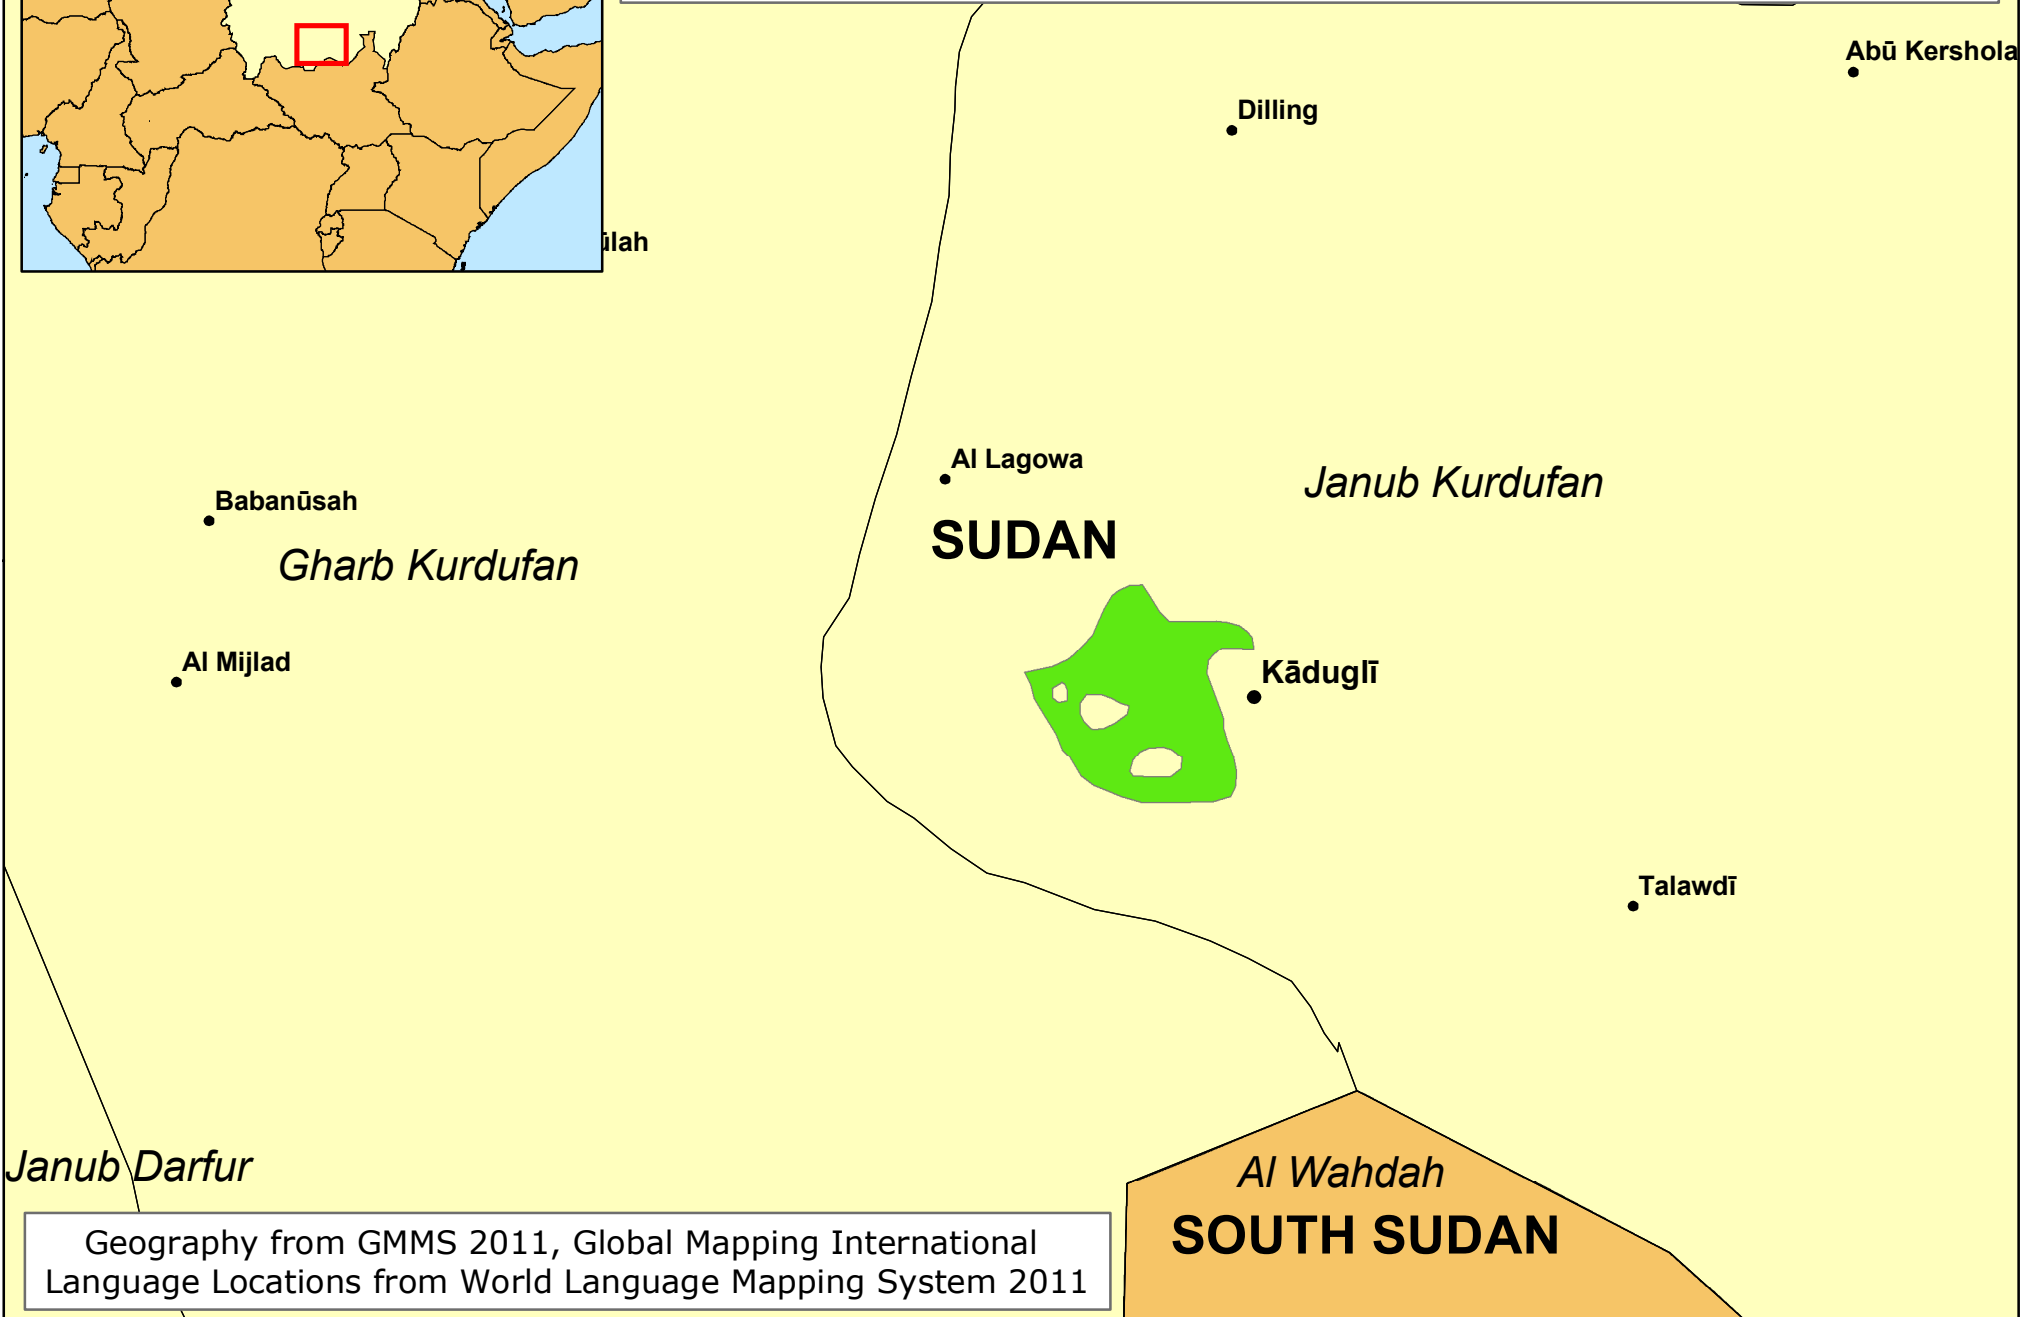 Abū Kershola
Dilling
Al Lagowa
Janub Kurdufan
Babanūsah
SUDAN
Gharb Kurdufan
Al Mijlad
Kāduglī
Talawdī
Janub Darfur
Al Wahdah
SOUTH SUDAN
Geography from GMMS 2011, Global Mapping International
Language Locations from World Language Mapping System 2011